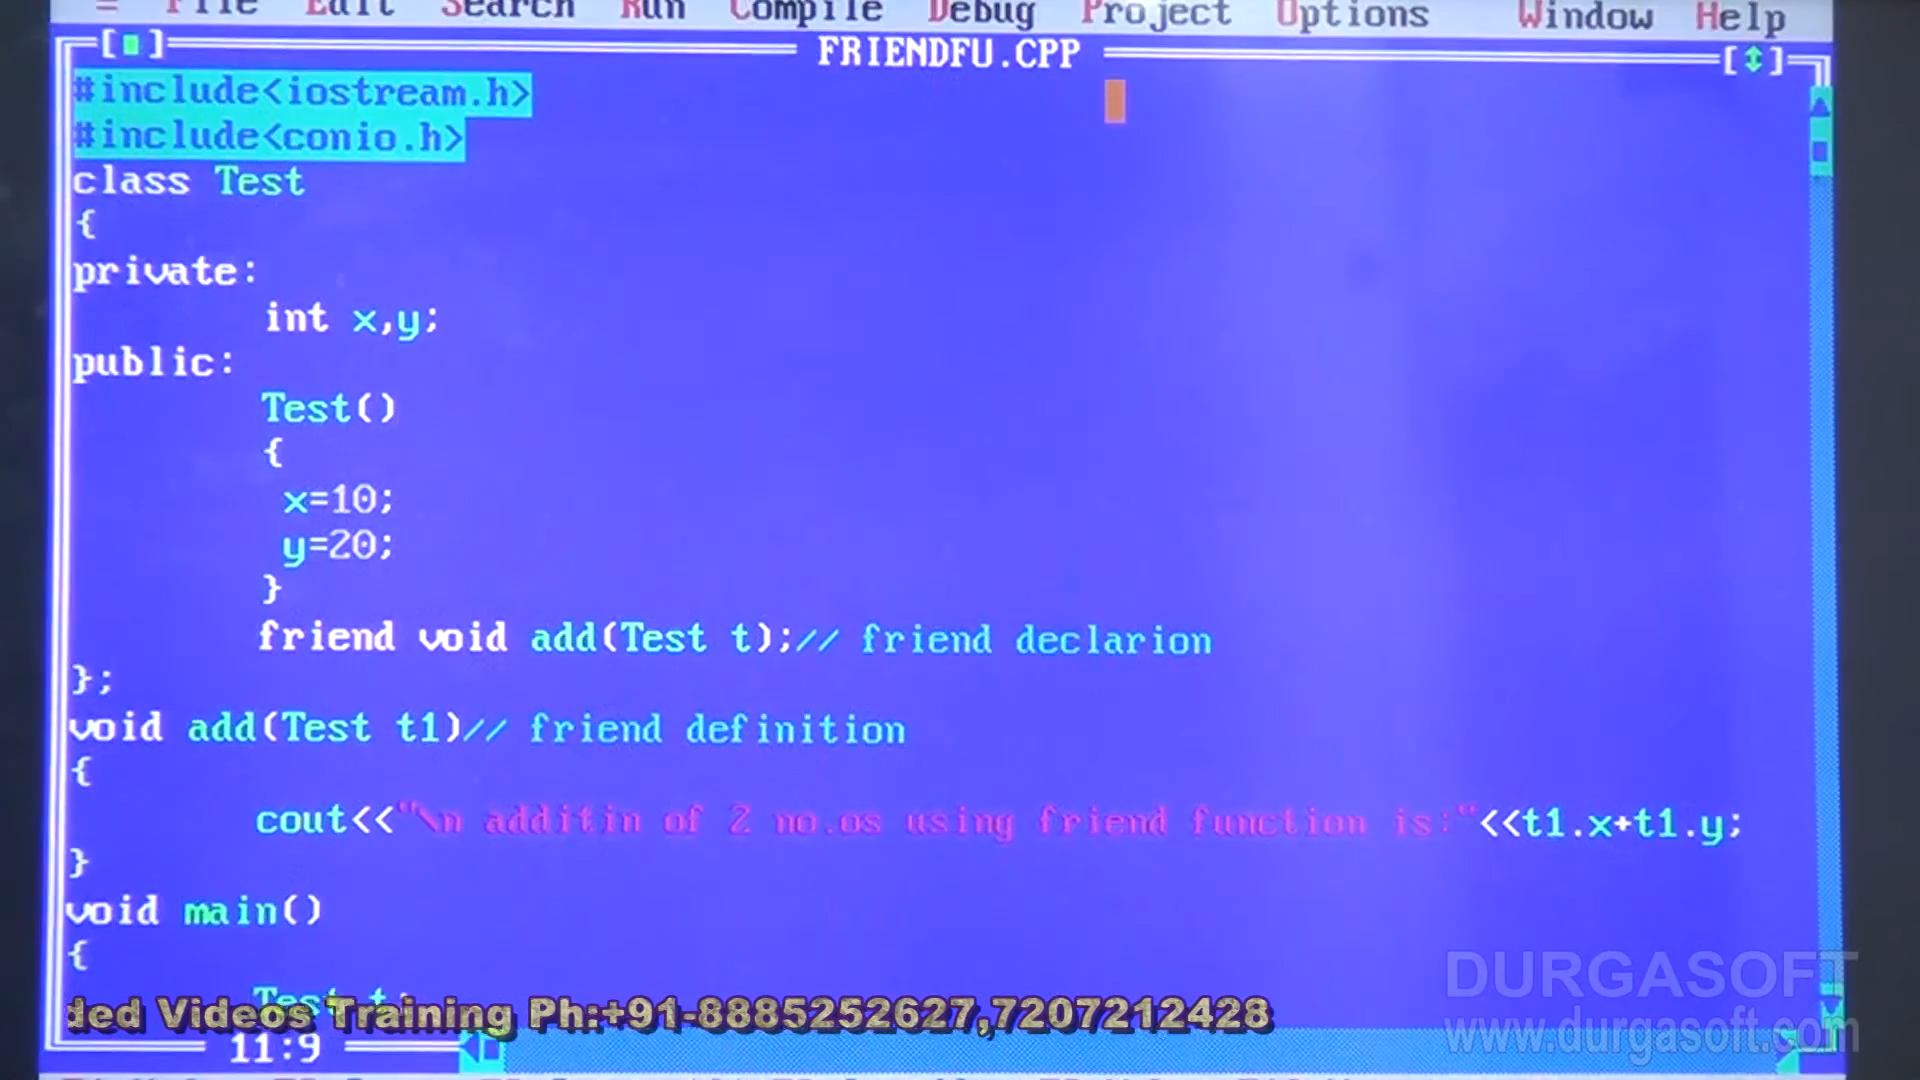 ≡ File Edit Search Run Compile Debug Project Options Window Help
FRIENDFU.CPP
#include<iostream.h>
#include<conio.h>
class Test
{
private:
int x,y;
public:
Test()
{
x=10;
y=20;
}
friend void add(Test t);// friend declarion
};
void add(Test t1)// friend definition
{
cout<<"\n additin of 2 no.os using friend function is:"<<t1.x+t1.y;
}
void main()
{
Test t;
ded Videos Training Ph:+91-8885252627,7207212428
DURGASOFT
www.durgasoft.com
11:9